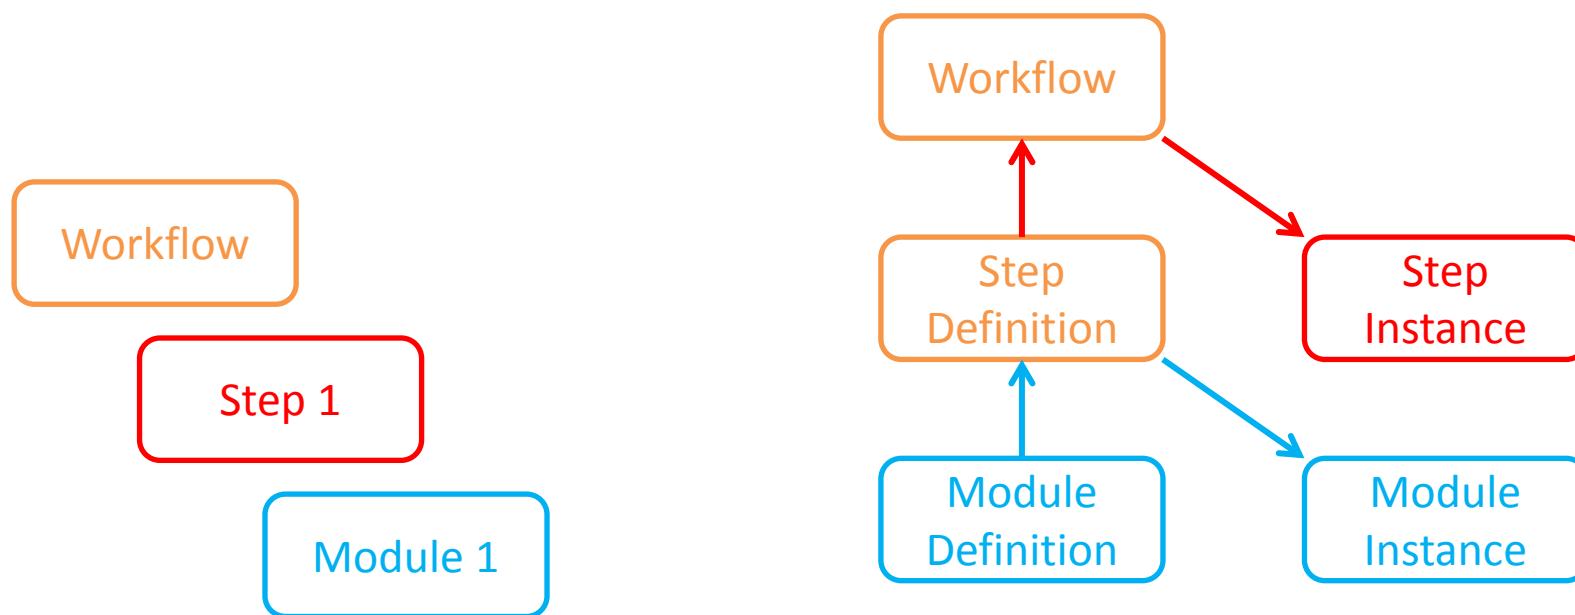 Workflow
Step 1
Module 1
Workflow
Step
Definition
Step
Instance
Module
Definition
Module
Instance